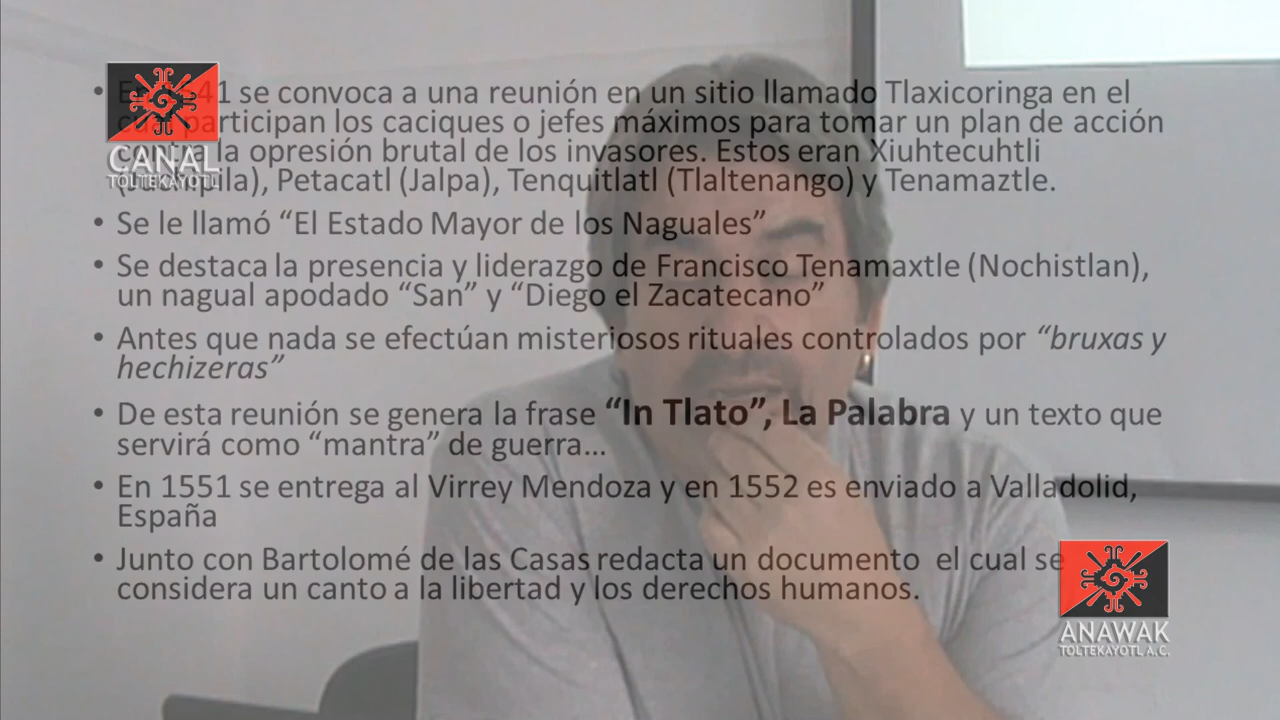 41 se convoca a una reunión en un sitio llamado Tlaxicoringa en el
participan los caciques o jefes máximos para tomar un plan de acción
la opresión brutal de los invasores. Estos eran Xiuhtecuhtli
Petacatl (Jalpa), Tenquitlatl (Tlaltenango) y Tenamaztle.
CANAL
TOLTEKAYOTL
• Se le llamó “El Estado Mayor de los Naguales”
• Se destaca la presencia y liderazgo de Francisco Tenamaxtle (Nochistlan),
un nagual apodado “San” y “Diego el Zacatecano”
• Antes que nada se efectúan misteriosos rituales controlados por “bruxas y
hechizeras”
• De esta reunión se genera la frase “In Tlato”, La Palabra y un texto que
servirá como “mantra” de guerra…
• En 1551 se entrega al Virrey Mendoza y en 1552 es enviado a Valladolid,
España
• Junto con Bartolomé de las Casas redacta un documento el cual se
considera un canto a la libertad y los derechos humanos.
ANAWAK
TOLTEKAYOTL A.C.